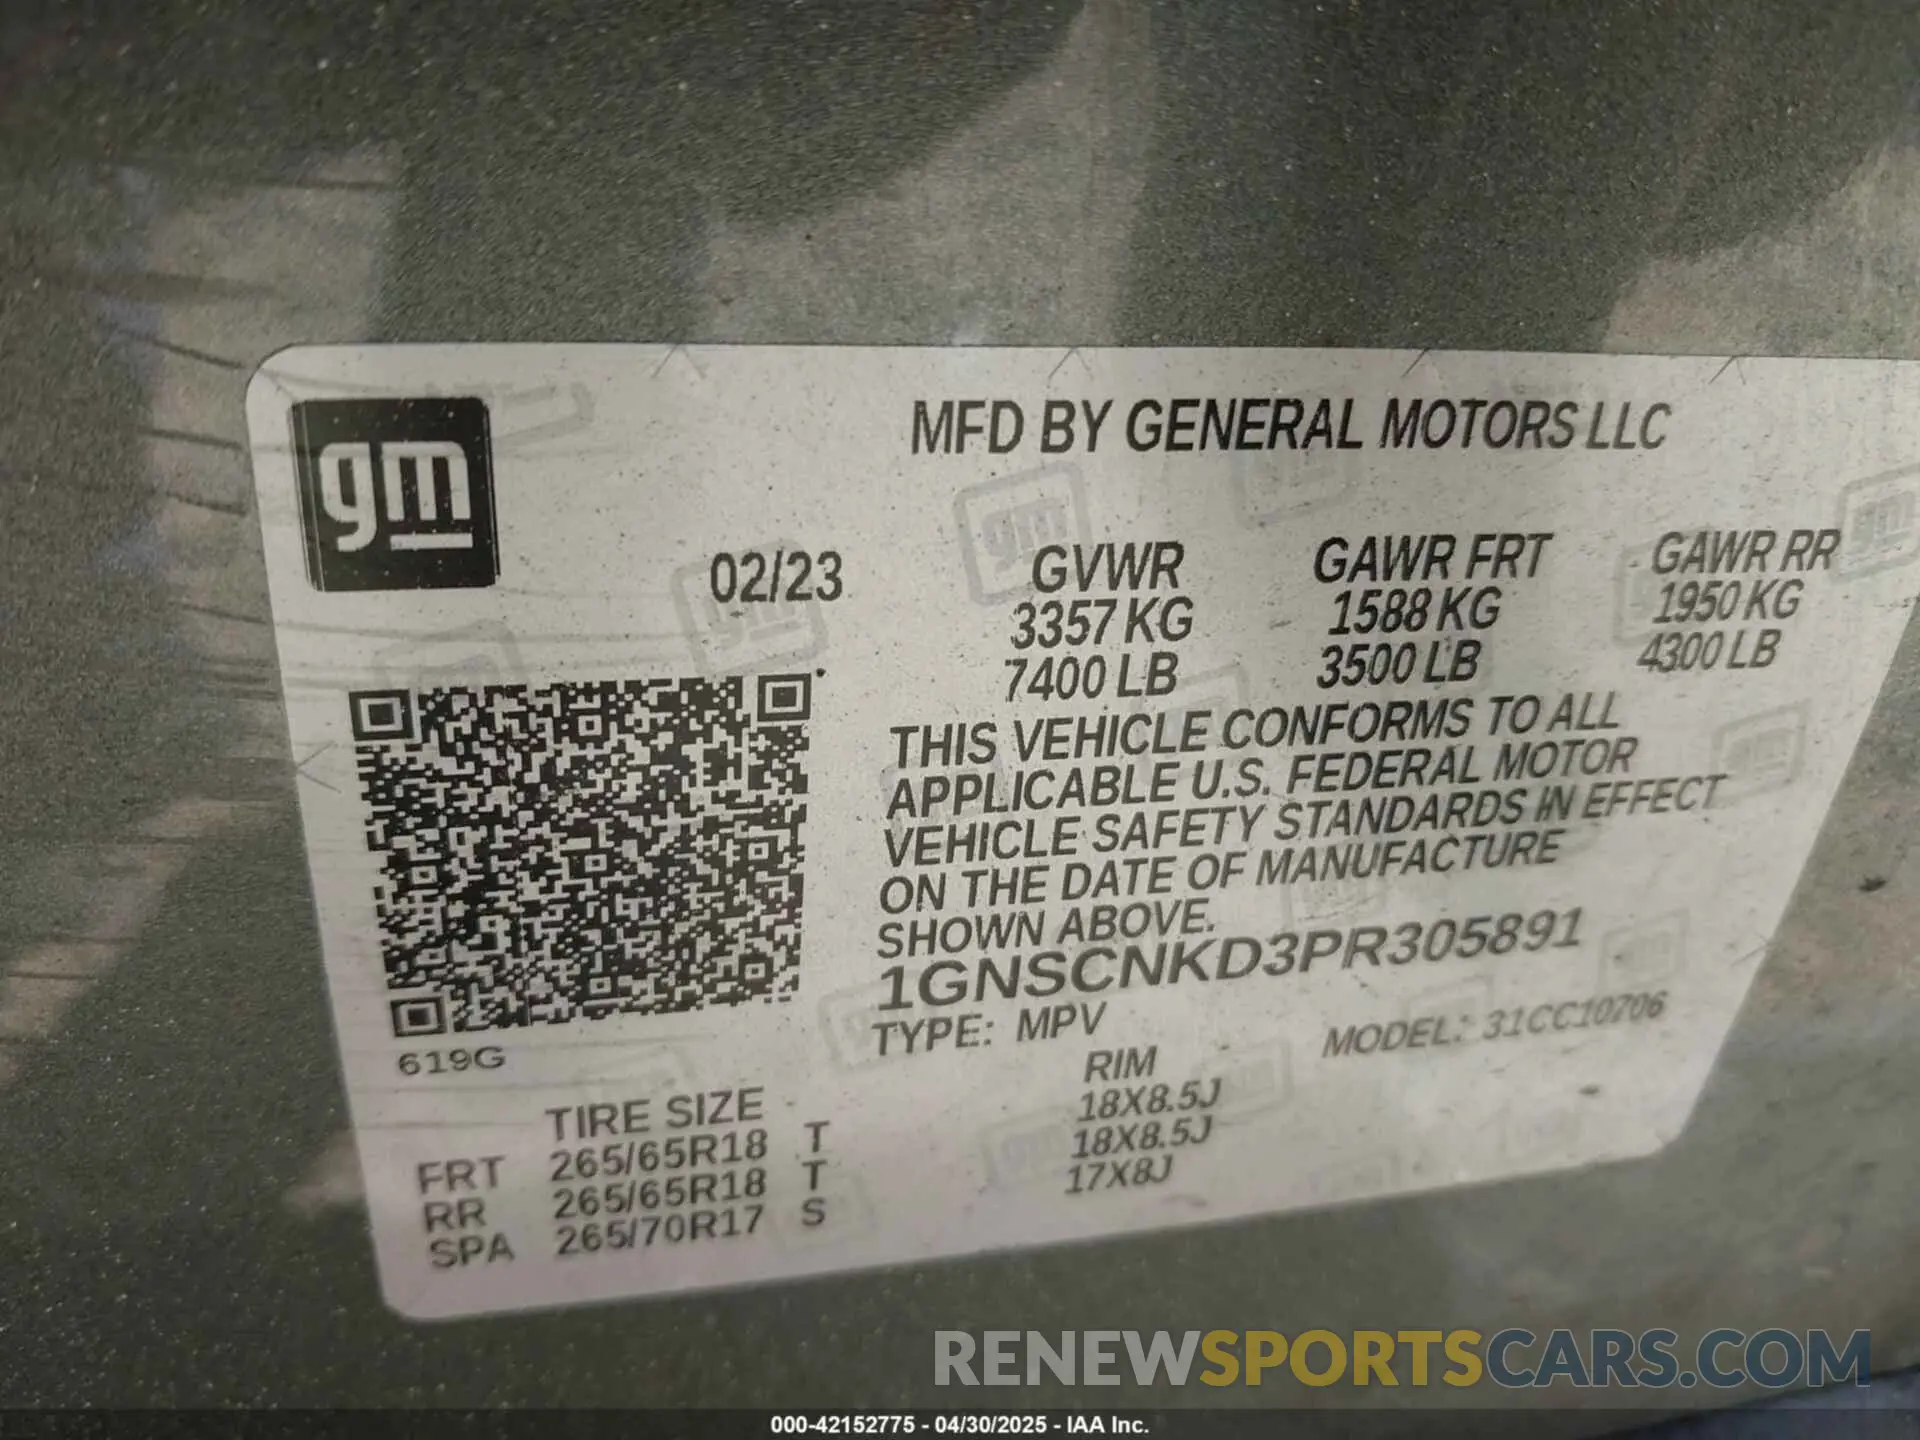 gm
MFD BY GENERAL MOTORS LLC
02/23
GVWR GAWR FRT GAWR RR
3357 KG 1588 KG 1950 KG
7400 LB 3500 LB 4300 LB
THIS VEHICLE CONFORMS TO ALL
APPLICABLE U.S. FEDERAL MOTOR
VEHICLE SAFETY STANDARDS IN EFFECT
ON THE DATE OF MANUFACTURE
SHOWN ABOVE.
1GNSCNKD3PR305891
TYPE: MPV MODEL: 31CC10706
619G
TIRE SIZE RIM
FRT 265/65R18 T 18X8.5J
RR 265/65R18 T 18X8.5J
SPA 265/70R17 S 17X8J
RENEWSPORTSCARS.COM
000-42152775 - 04/30/2025 - IAA Inc.